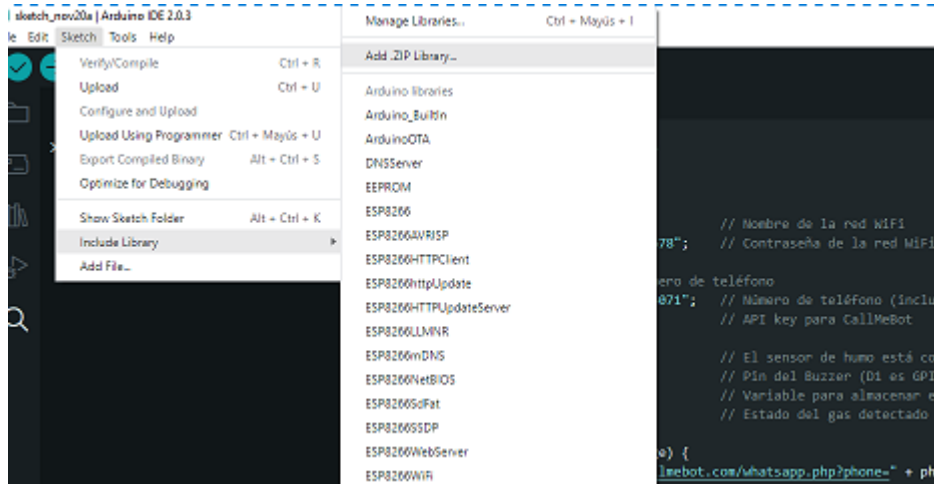 sketch_nov20a | Arduino IDE 2.0.3
Edit Sketch Tools Help
Verify/Compile Ctrl + R
Upload Ctrl + U
Configure and Upload
Upload Using Programmer Ctrl + Mayús + U
Export Compiled Binary Alt + Ctrl + S
Optimize for Debugging
Show Sketch Folder Alt + Ctrl + K
Include Library
Add File...
Manage Libraries... Ctrl + Mayús + I
Add .ZIP Library...
Arduino libraries
Arduino_BuiltIn
ArduinoOTA
DNSServer
EEPROM
ESP8266
ESP8266AVRISP
ESP8266HTTPClient
ESP8266httpUpdate
ESP8266HTTPUpdateServer
ESP8266LLMNR
ESP8266mDNS
ESP8266NetBIOS
ESP8266SdFat
ESP8266SSDP
ESP8266WebServer
ESP8266WiFi
// Nombre de la red WiFi
78"; // Contraseña de la red WiFi
ero de teléfono
071"; // Número de teléfono (inclu
// API key para CallMeBot
// El sensor de humo está co
// Pin del Buzzer (D1 es GPI
// Variable para almacenar e
// Estado del gas detectado
e) {
lmebot.com/whatsapp.php?phone=" + ph